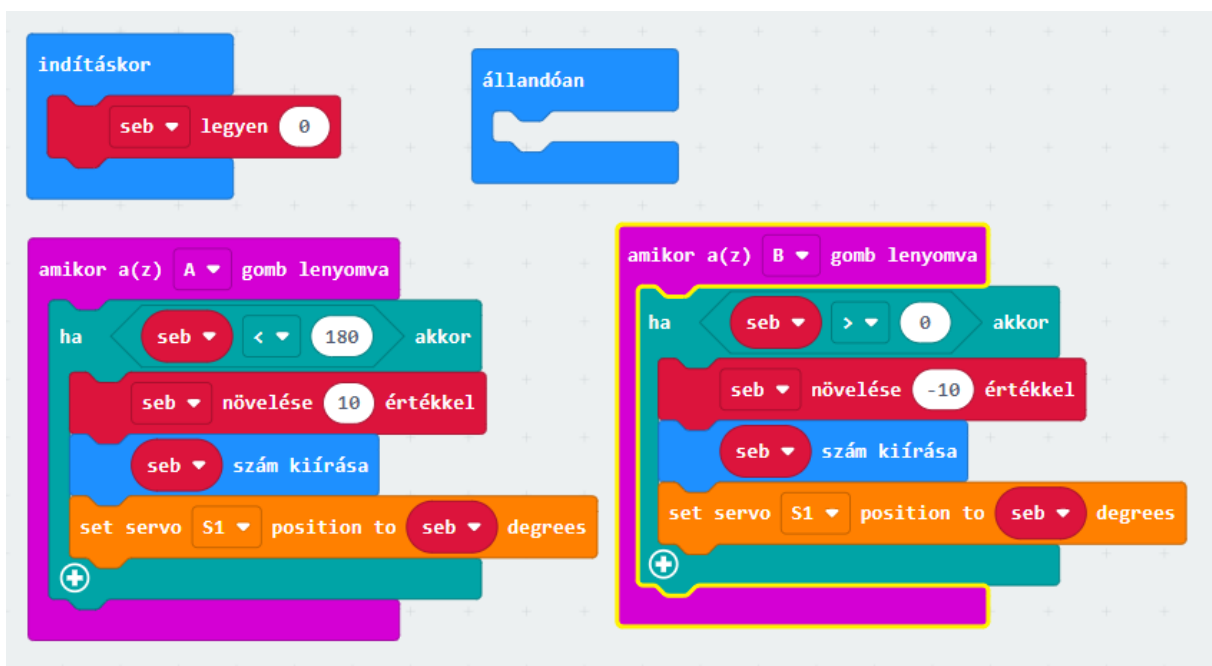 indításkor
seb legyen 0
állandóan
amikor a(z) A gomb lenyomva
ha seb < 180 akkor
seb növelése 10 értékkel
seb szám kiírása
set servo S1 position to seb degrees
amikor a(z) B gomb lenyomva
ha seb > 0 akkor
seb növelése -10 értékkel
seb szám kiírása
set servo S1 position to seb degrees